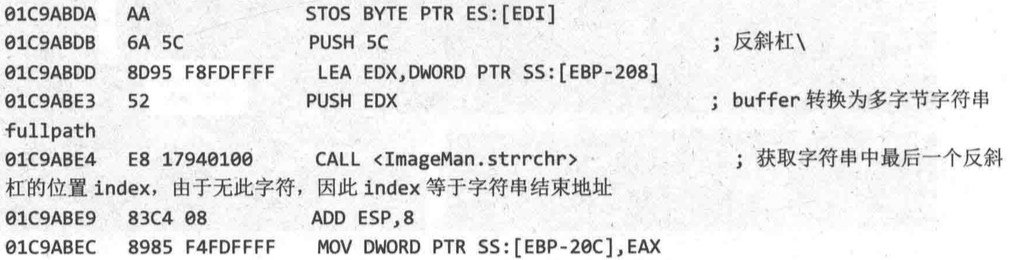 01C9ABDA AA STOS BYTE PTR ES:[EDI]
01C9ABDB 6A 5C PUSH 5C ; 反斜杠\
01C9ABDD 8D95 F8FDFFFF LEA EDX,DWORD PTR SS:[EBP-208]
01C9ABE3 52 PUSH EDX ; buffer 转换为多字节字符串
fullpath
01C9ABE4 E8 17940100 CALL <ImageMan.strrchr> ; 获取字符串中最后一个反斜
杠的位置 index，由于无此字符，因此 index 等于字符串结束地址
01C9ABE9 83C4 08 ADD ESP,8
01C9ABEC 8985 F4FDFFFF MOV DWORD PTR SS:[EBP-20C],EAX